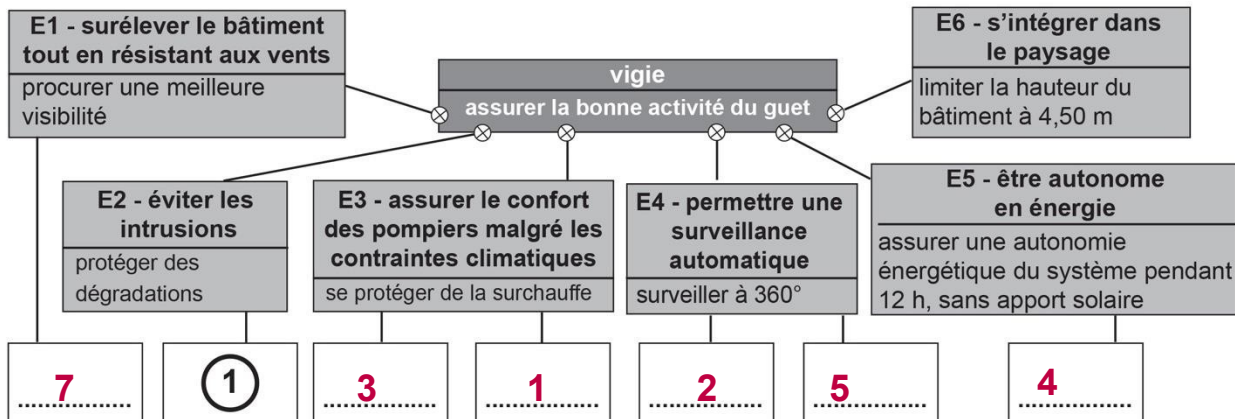 E1 - surélever le bâtiment
tout en résistant aux vents
procurer une meilleure
visibilité
vigie
assurer la bonne activité du guet
E6 - s'intégrer dans
le paysage
limiter la hauteur du
bâtiment à 4,50 m
E2 - éviter les
intrusions
protéger des
dégradations
E3 - assurer le confort
des pompiers malgré les
contraintes climatiques
se protéger de la surchauffe
E4 - permettre une
surveillance
automatique
surveiller à 360°
E5 - être autonome
en énergie
assurer une autonomie
énergétique du système pendant
12 h, sans apport solaire
7
1
3
1
2
5
4